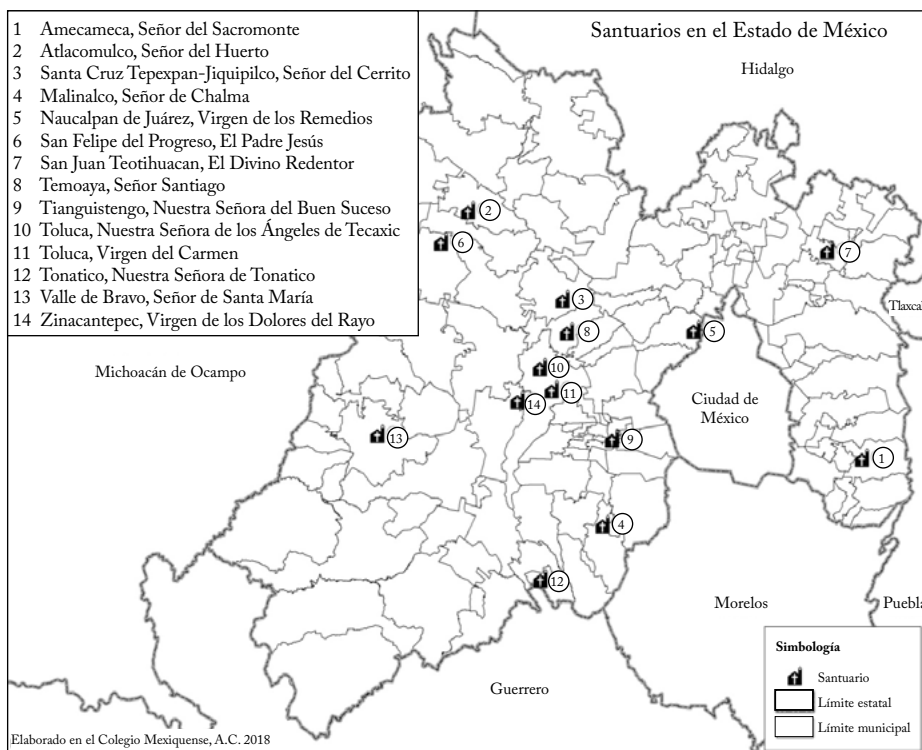 1 Amecameca, Señor del Sacromonte
2 Atlacomulco, Señor del Huerto
3 Santa Cruz Tepexpan-Jiquipilco, Señor del Cerrito
4 Malinalco, Señor de Chalma
5 Naucalpan de Juárez, Virgen de los Remedios
6 San Felipe del Progreso, El Padre Jesús
7 San Juan Teotihuacan, El Divino Redentor
8 Temoaya, Señor Santiago
9 Tianguistengo, Nuestra Señora del Buen Suceso
10 Toluca, Nuestra Señora de los Ángeles de Tecaxic
11 Toluca, Virgen del Carmen
12 Tonatico, Nuestra Señora de Tonatico
13 Valle de Bravo, Señor de Santa María
14 Zinacantepec, Virgen de los Dolores del Rayo
Santuarios en el Estado de México
Hidalgo
2
6
7
3
Tlaxcal
8
5
10
Michoacán de Ocampo
11
14
Ciudad de
México
13
9
1
4
12
Morelos
Puebla
Guerrero
Simbología
Santuario
Límite estatal
Límite municipal
Elaborado en el Colegio Mexiquense, A.C. 2018